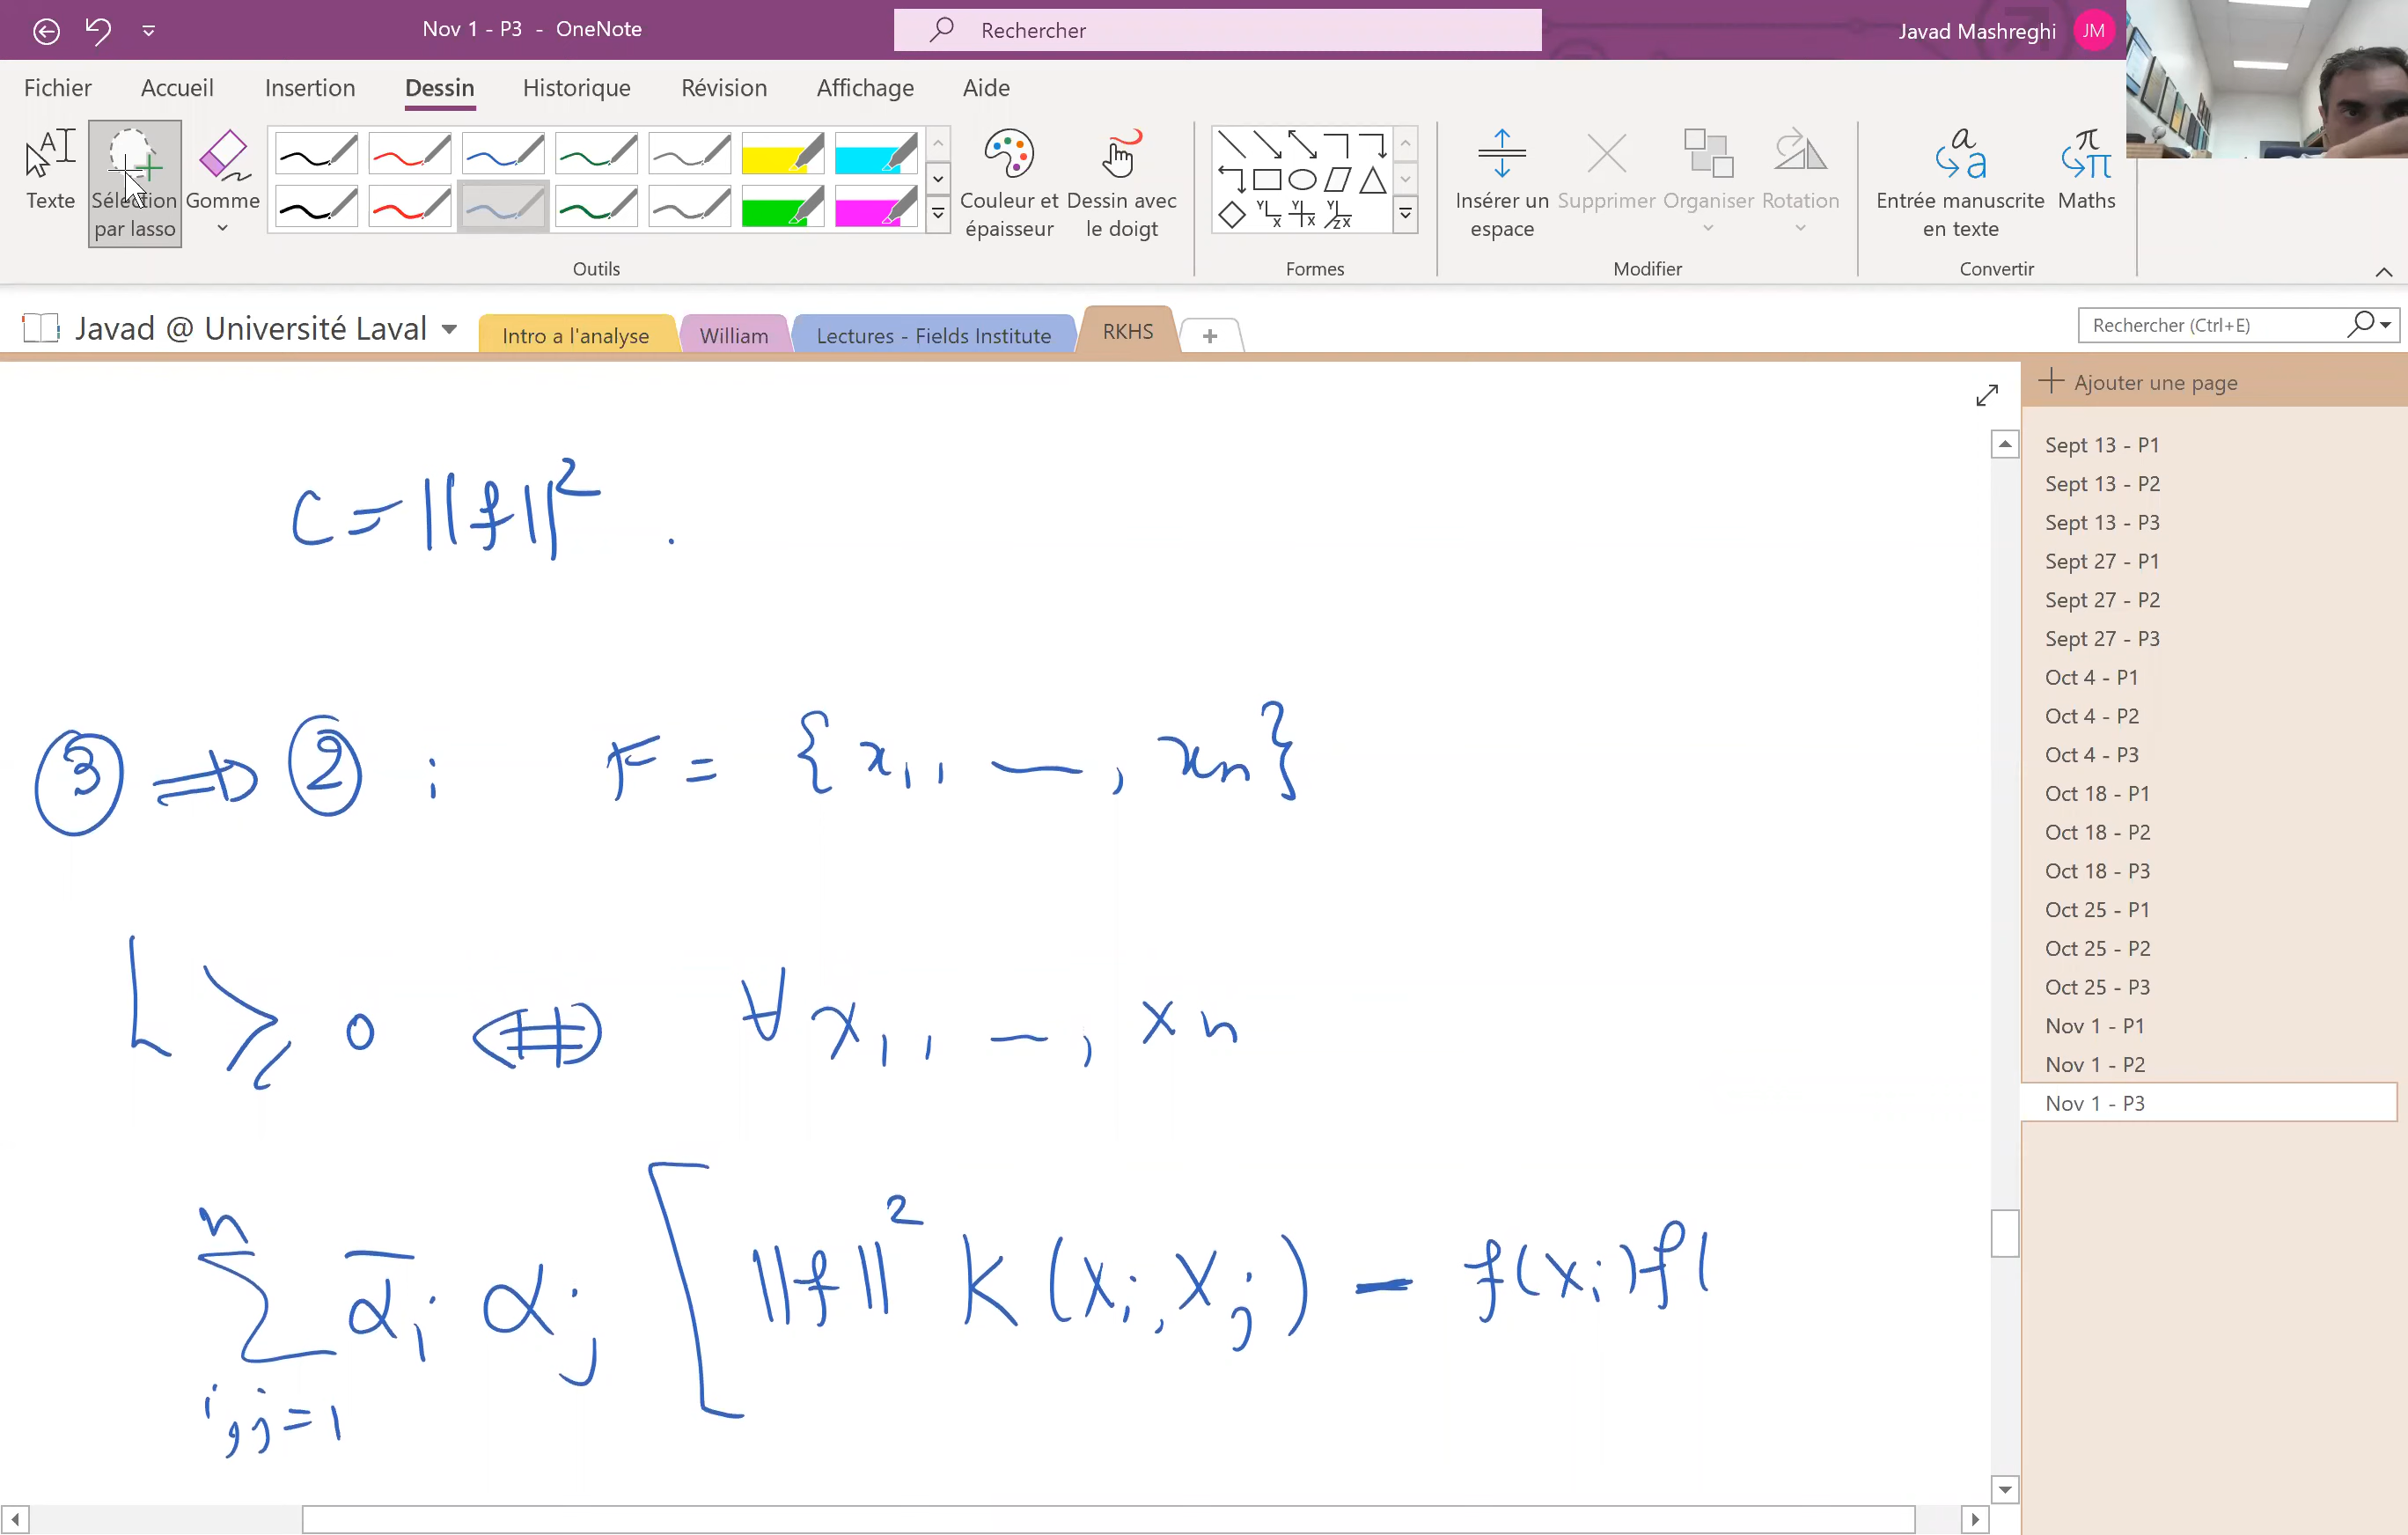 Nov 1 - P3 - OneNote
Rechercher
Javad Mashreghi
JM
Fichier
Accueil
Insertion
Dessin
Historique
Révision
Affichage
Aide
Texte
Sélection par lasso
Gomme
Couleur et épaisseur
Dessin avec le doigt
Insérer un espace
Supprimer
Organiser
Rotation
Entrée manuscrite en texte
Maths
Outils
Formes
Modifier
Convertir
Javad @ Université Laval
Intro a l'analyse
William
Lectures - Fields Institute
RKHS
Rechercher (Ctrl+E)
Ajouter une page
Sept 13 - P1
Sept 13 - P2
Sept 13 - P3
Sept 27 - P1
Sept 27 - P2
Sept 27 - P3
Oct 4 - P1
Oct 4 - P2
Oct 4 - P3
Oct 18 - P1
Oct 18 - P2
Oct 18 - P3
Oct 25 - P1
Oct 25 - P2
Oct 25 - P3
Nov 1 - P1
Nov 1 - P2
Nov 1 - P3
c = ||f||² .
③ ⟹ ② : F = {x₁, —, xₙ}
L ⩾ 0 ⟺ ∀ x₁, —, xₙ
∑ⁿᵢ,ⱼ₌₁ ᾱᵢ αⱼ [ ||f||² K(xᵢ, xⱼ) - f(xᵢ)f(